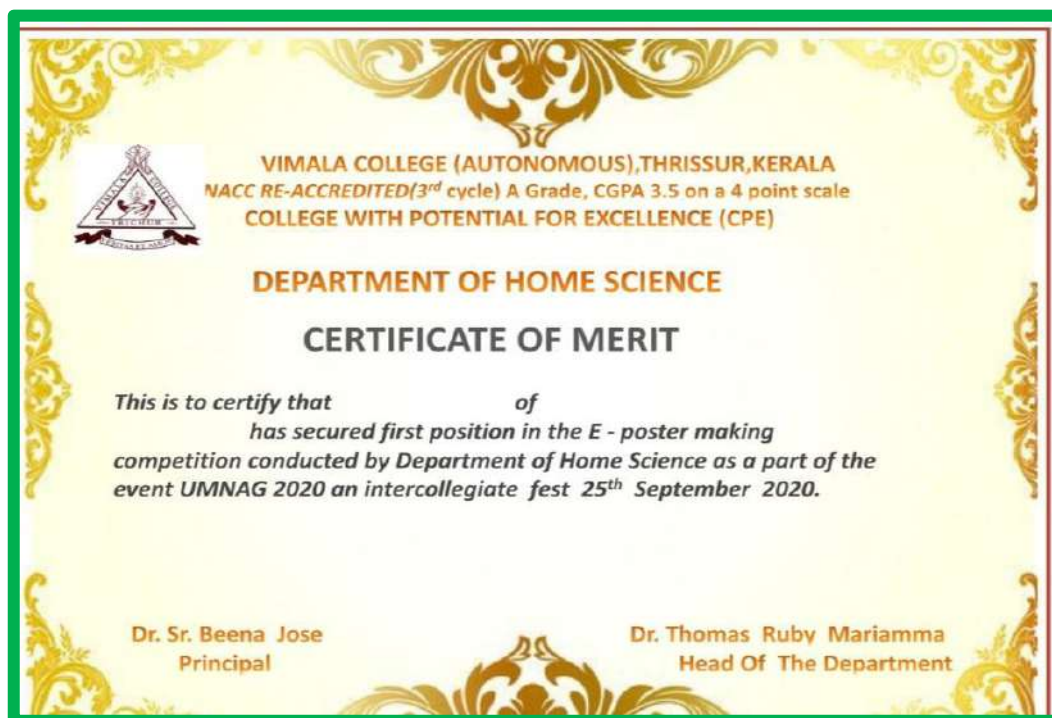 VIMALA COLLEGE (AUTONOMOUS),THRISSUR,KERALA
NACC RE-ACCREDITED(3rd cycle) A Grade, CGPA 3.5 on a 4 point scale
COLLEGE WITH POTENTIAL FOR EXCELLENCE (CPE)
VIMALA COLLEGE
TRICHUR
DEPARTMENT OF HOME SCIENCE
CERTIFICATE OF MERIT
This is to certify that of
has secured first position in the E - poster making
competition conducted by Department of Home Science as a part of the
event UMNAG 2020 an intercollegiate fest 25th September 2020.
Dr. Sr. Beena Jose
Principal
Dr. Thomas Ruby Mariamma
Head Of The Department